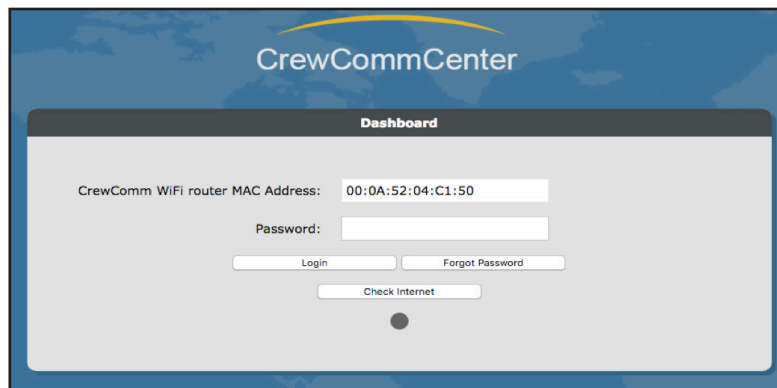 CrewCommCenter
Dashboard
CrewComm WiFi router MAC Address: 00:0A:52:04:C1:50
Password:
Login Forgot Password
Check Internet